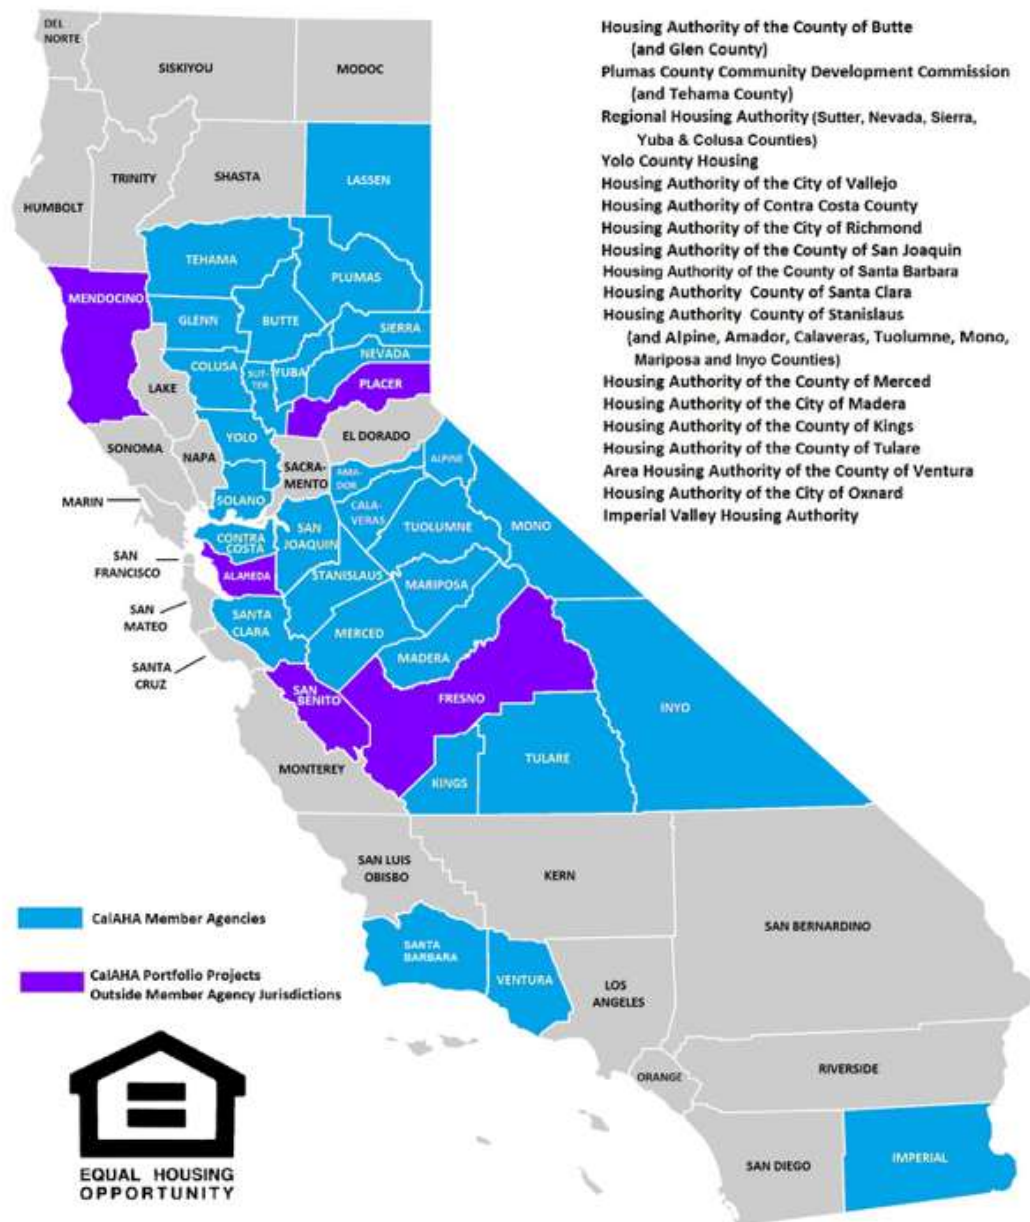 DEL
NORTE
SISKIYOU
MODOC
HUMBOLT
TRINITY
SHASTA
LASSEN
TEHAMA
PLUMAS
MENDOCINO
GLENN
BUTTE
SIERRA
NEVADA
COLUSA
SUT-
TER
YUBA
PLACER
LAKE
SONOMA
NAPA
YOLO
EL DORADO
SACRA-
MENTO
AMA-
DOR
ALPINE
MARIN
SOLANO
CALA-
VERAS
TUOLUMNE
MONO
CONTRA
COSTA
SAN
JOAQUIN
SAN
FRANCISCO
ALAMEDA
STANISLAUS
MARIPOSA
SAN
MATEO
SANTA
CLARA
MERCED
MADERA
SANTA
CRUZ
SAN
BENITO
FRESNO
INYO
MONTEREY
KINGS
TULARE
SAN LUIS
OBISBO
KERN
SAN BERNARDINO
SANTA
BARBARA
VENTURA
LOS
ANGELES
ORANGE
RIVERSIDE
SAN DIEGO
IMPERIAL
Housing Authority of the County of Butte
(and Glen County)
Plumas County Community Development Commission
(and Tehama County)
Regional Housing Authority (Sutter, Nevada, Sierra,
Yuba & Colusa Counties)
Yolo County Housing
Housing Authority of the City of Vallejo
Housing Authority of Contra Costa County
Housing Authority of the City of Richmond
Housing Authority of the County of San Joaquin
Housing Authority of the County of Santa Barbara
Housing Authority County of Santa Clara
Housing Authority County of Stanislaus
(and Alpine, Amador, Calaveras, Tuolumne, Mono,
Mariposa and Inyo Counties)
Housing Authority of the County of Merced
Housing Authority of the City of Madera
Housing Authority of the County of Kings
Housing Authority of the County of Tulare
Area Housing Authority of the County of Ventura
Housing Authority of the City of Oxnard
Imperial Valley Housing Authority
CalAHA Member Agencies
CalAHA Portfolio Projects
Outside Member Agency Jurisdictions
EQUAL HOUSING
OPPORTUNITY